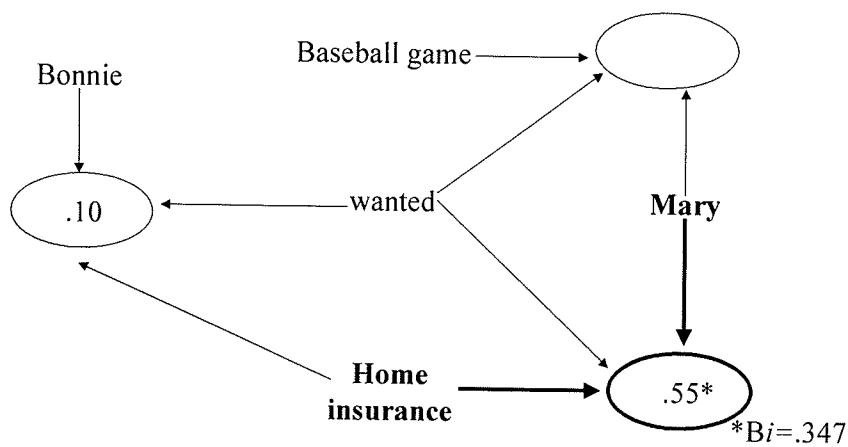 Baseball game
Bonnie
.10
wanted
Mary
Home
insurance
.55*
*Bi=.347